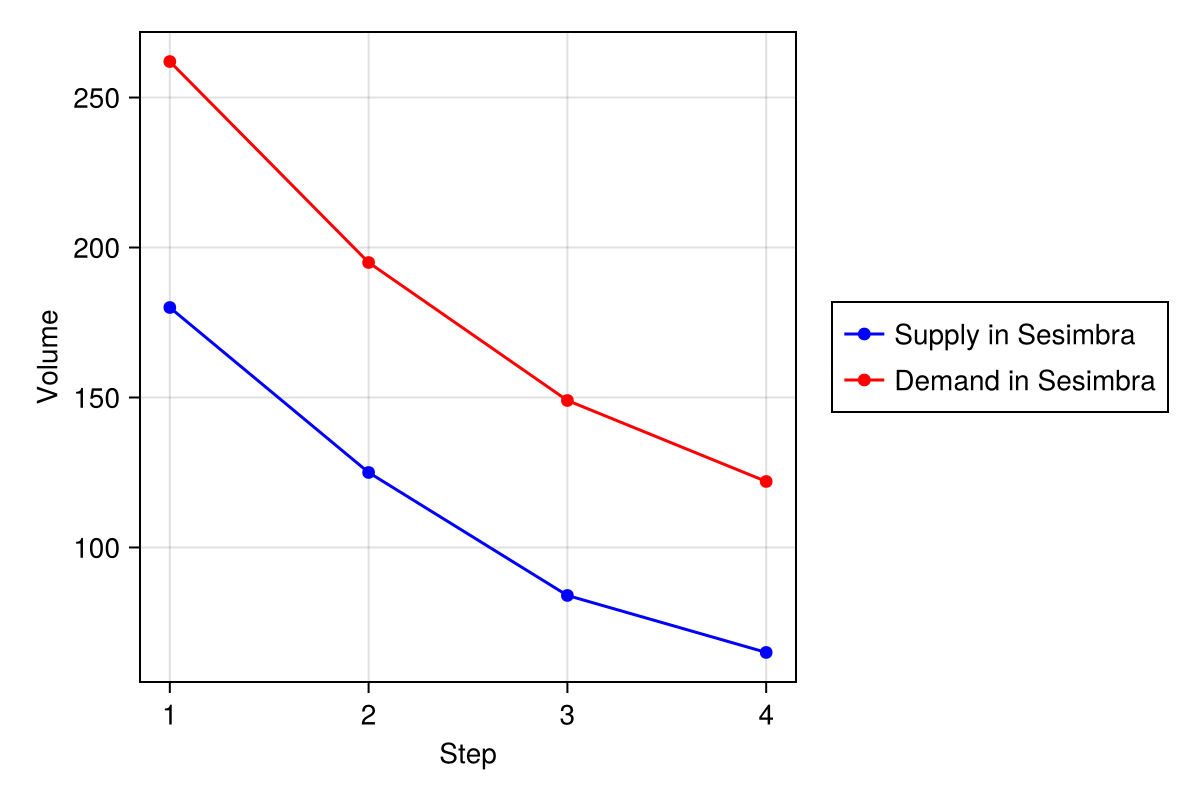 250
200
150
100
Volume
1 2 3 4
Step
Supply in Sesimbra
Demand in Sesimbra